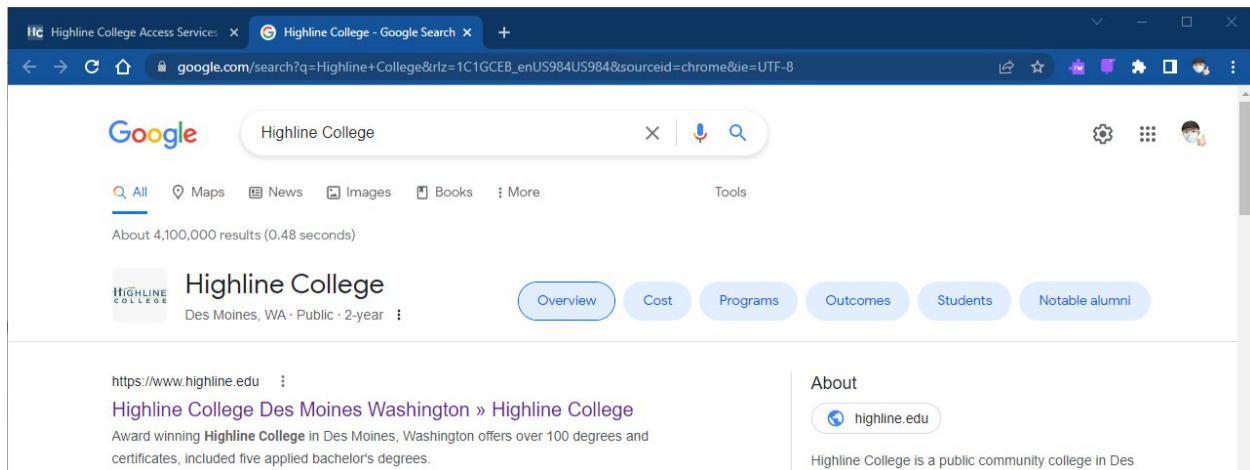 Highline College Access Services
Highline College - Google Search
google.com/search?q=Highline+College&rlz=1C1GCEB_enUS984US984&sourceid=chrome&ie=UTF-8
Google
Highline College
All Maps News Images Books More Tools
About 4,100,000 results (0.48 seconds)
HIGHLINE
COLLEGE
Highline College
Des Moines, WA · Public · 2-year
Overview Cost Programs Outcomes Students Notable alumni
https://www.highline.edu
Highline College Des Moines Washington » Highline College
Award winning Highline College in Des Moines, Washington offers over 100 degrees and
certificates, included five applied bachelor's degrees.
About
highline.edu
Highline College is a public community college in Des